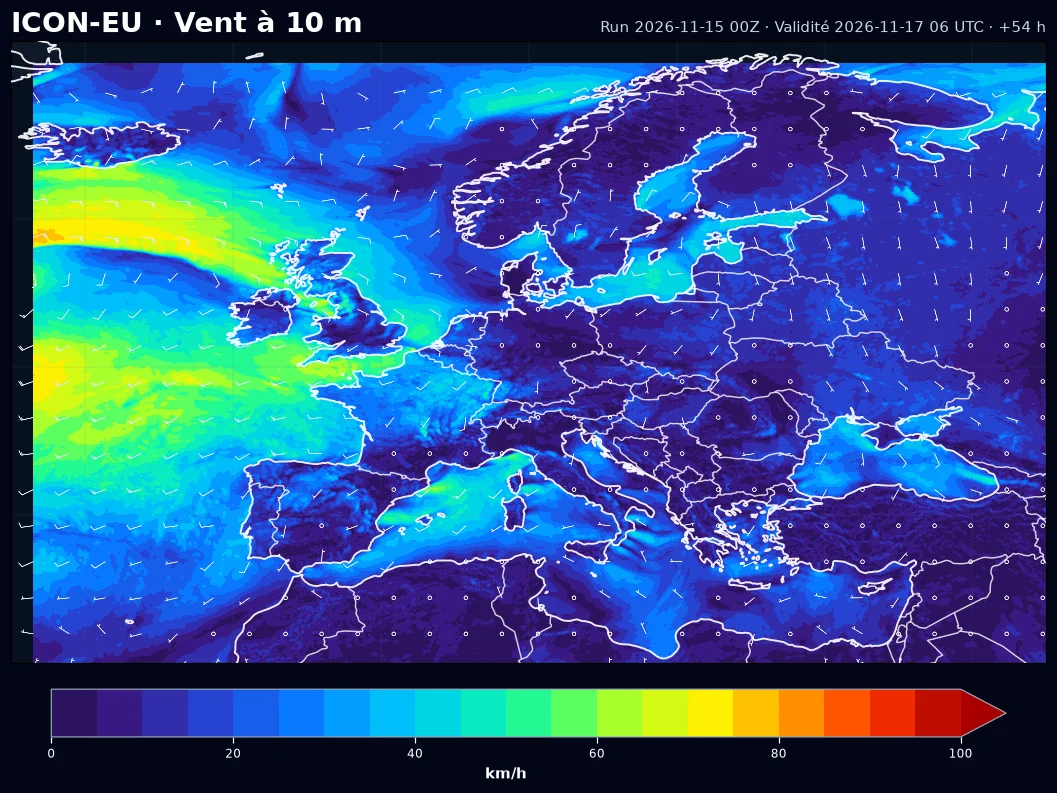 ICON-EU · Vent à 10 m
Run 2026-11-15 00Z · Validité 2026-11-17 06 UTC · +54 h
0 20 40 60 80 100
km/h